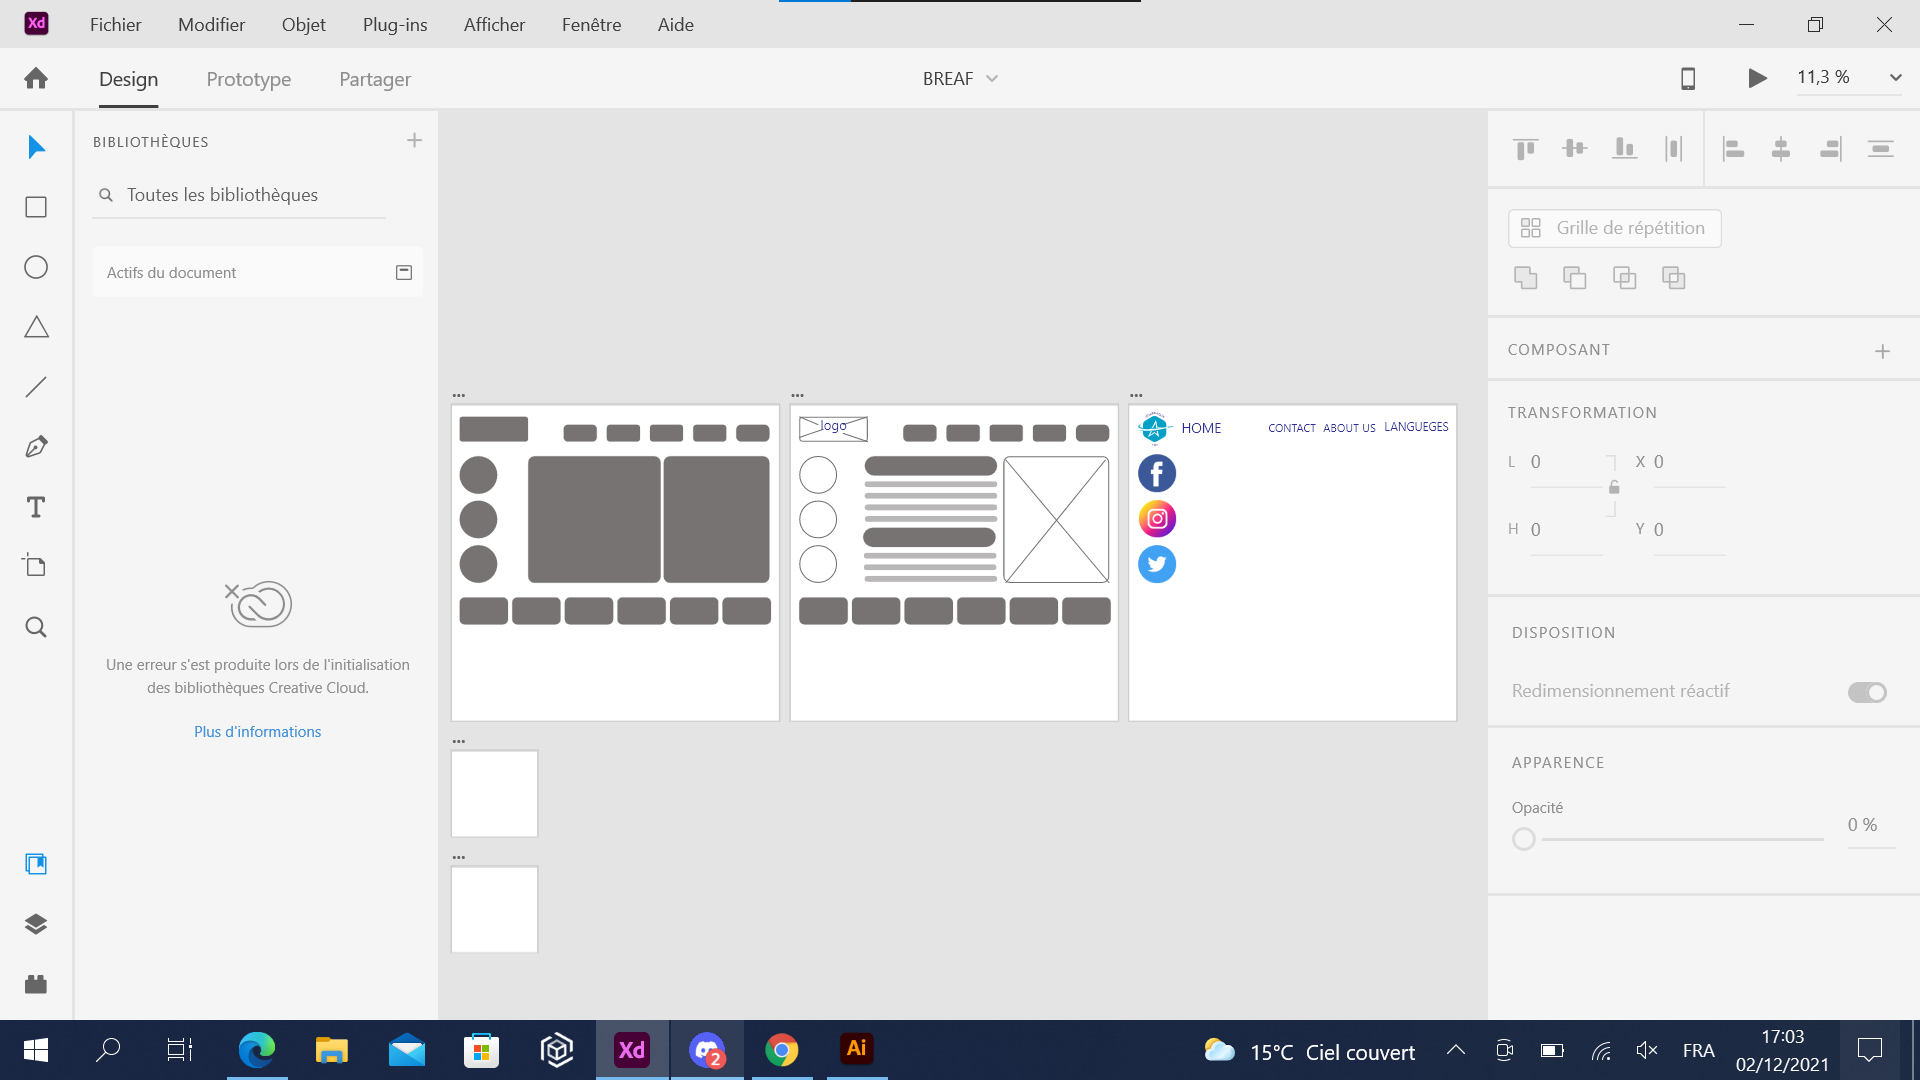 Xd Fichier Modifier Objet Plug-ins Afficher Fenêtre Aide
Design Prototype Partager BREAF 11,3 %
BIBLIOTHÈQUES
Toutes les bibliothèques
Actifs du document
Une erreur s'est produite lors de l'initialisation
des bibliothèques Creative Cloud.
Plus d'informations
...
...
...
logo
HOME CONTACT ABOUT US LANGUEGES
...
...
Grille de répétition
COMPOSANT
TRANSFORMATION
L 0 X 0
H 0 Y 0
DISPOSITION
Redimensionnement réactif
APPARENCE
Opacité
0 %
Xd 2 Ai 15°C Ciel couvert FRA
17:03
02/12/2021